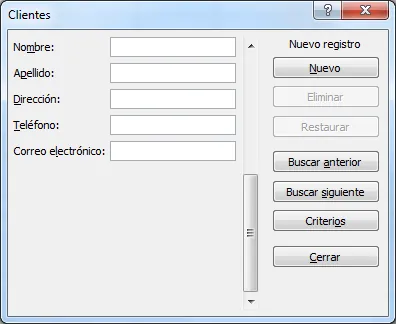 Clientes
Nombre:
Apellido:
Dirección:
Teléfono:
Correo electrónico:
Nuevo registro
Nuevo
Eliminar
Restaurar
Buscar anterior
Buscar siguiente
Criterios
Cerrar